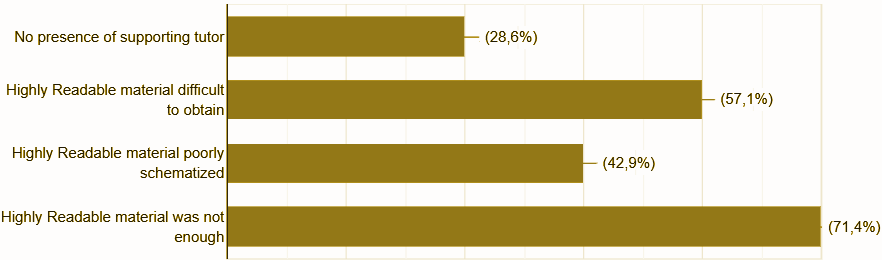 No presence of supporting tutor
(28,6%)
Highly Readable material difficult
to obtain
(57,1%)
Highly Readable material poorly
schematized
(42,9%)
Highly Readable material was not
enough
(71,4%)